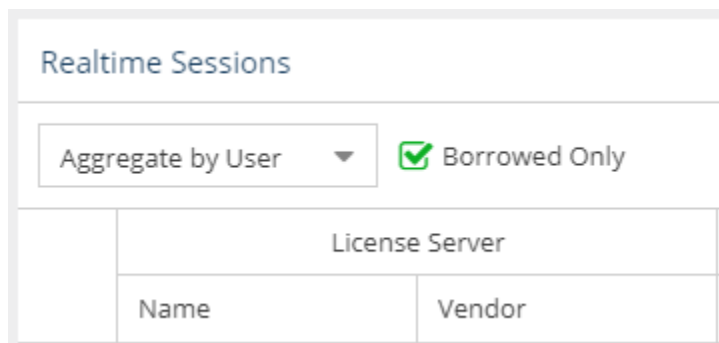 Realtime Sessions
Aggregate by User
Borrowed Only
License Server
Name
Vendor